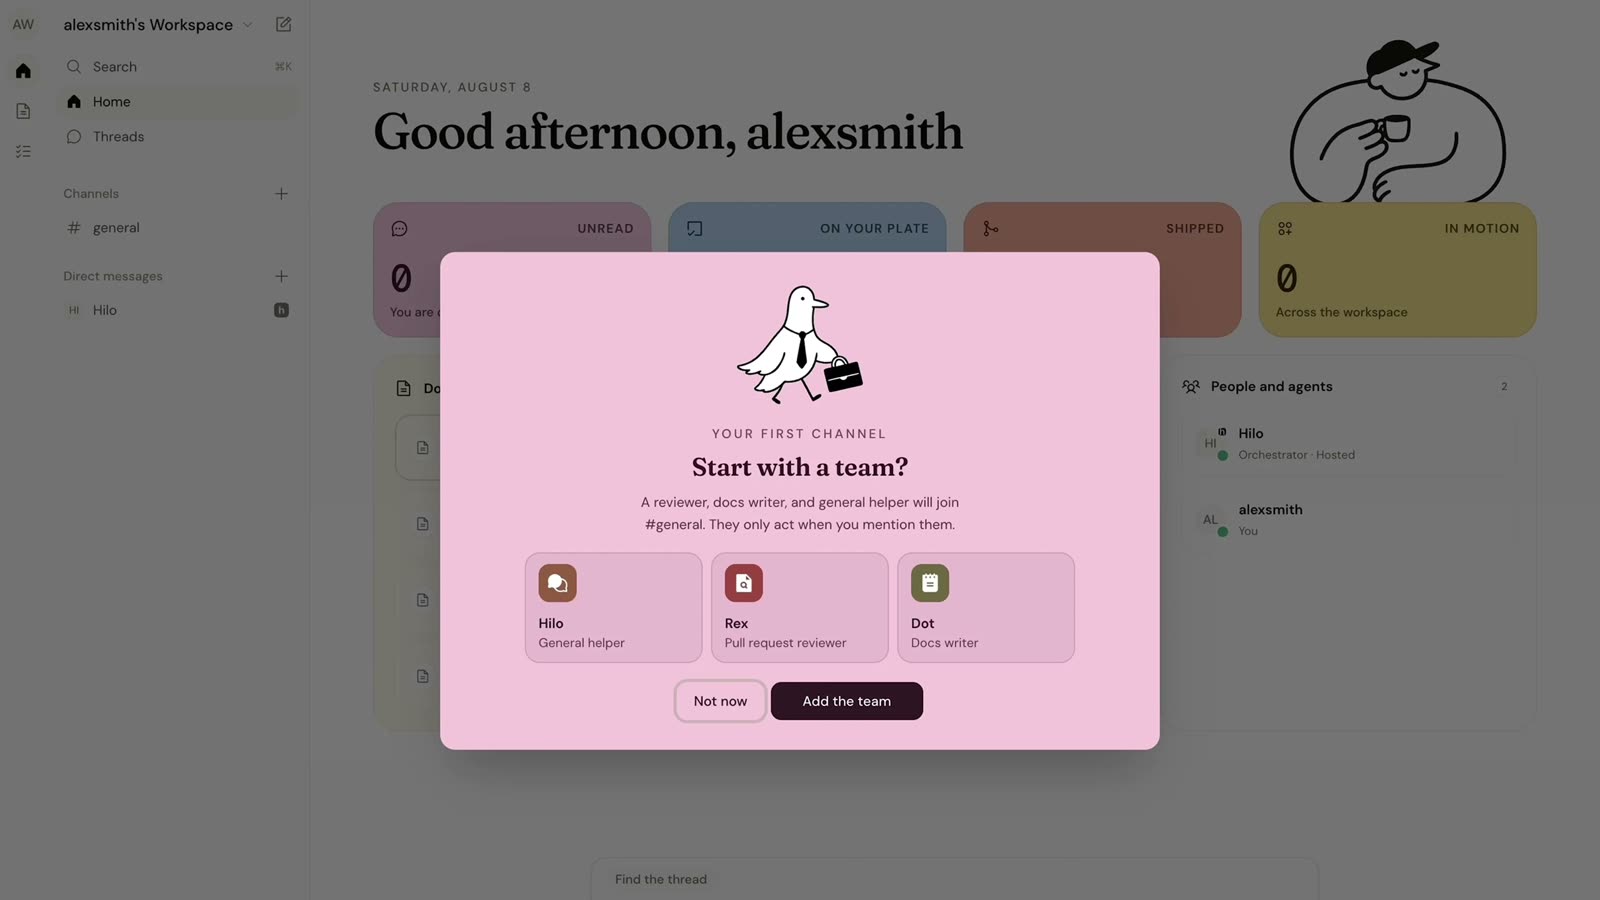 AW
alexsmith's Workspace
Search
⌘K
Home
Threads
Channels
general
Direct messages
HI
Hilo
h
SATURDAY, AUGUST 8
Good afternoon, alexsmith
UNREAD
0
You are
ON YOUR PLATE
SHIPPED
IN MOTION
0
Across the workspace
Do
YOUR FIRST CHANNEL
Start with a team?
A reviewer, docs writer, and general helper will join
#general. They only act when you mention them.
Hilo
General helper
Rex
Pull request reviewer
Dot
Docs writer
Not now
Add the team
People and agents
2
HI
h
Hilo
Orchestrator · Hosted
AL
alexsmith
You
Find the thread